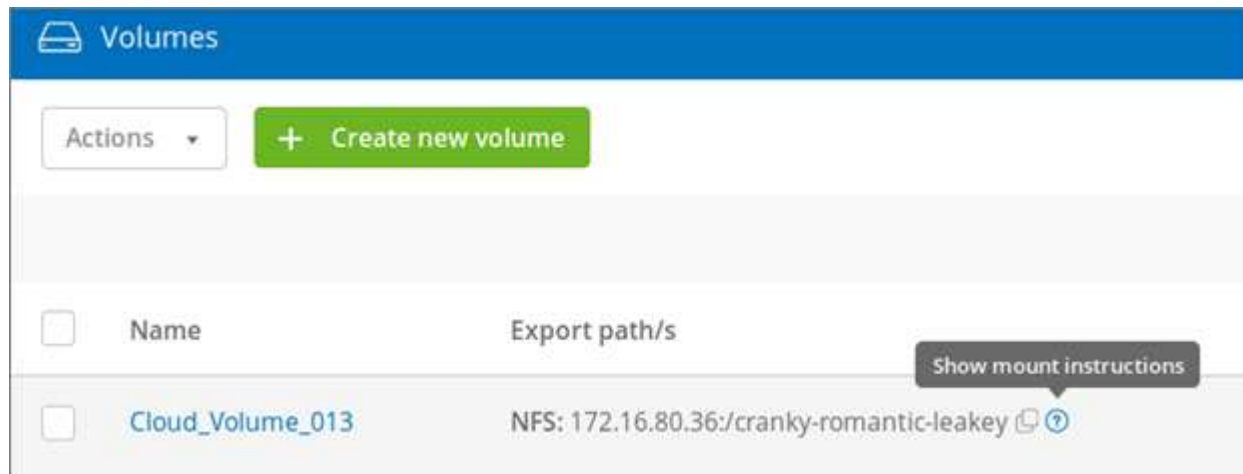 Volumes
Actions
+ Create new volume
Name Export path/s
Show mount instructions
Cloud_Volume_013 NFS: 172.16.80.36:/cranky-romantic-leakey